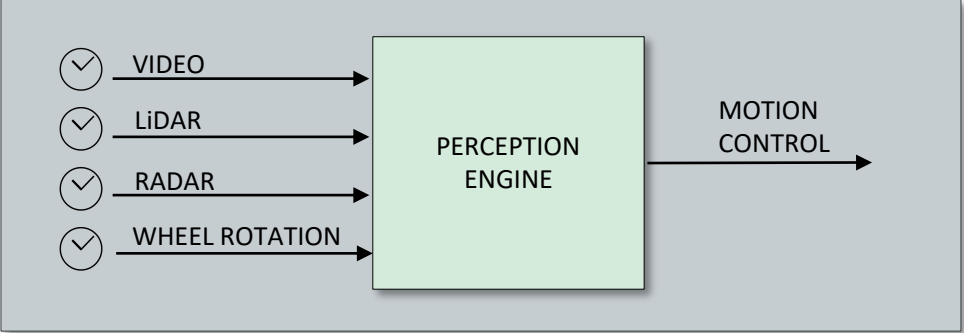 VIDEO
LiDAR
RADAR
WHEEL ROTATION
PERCEPTION
ENGINE
MOTION
CONTROL